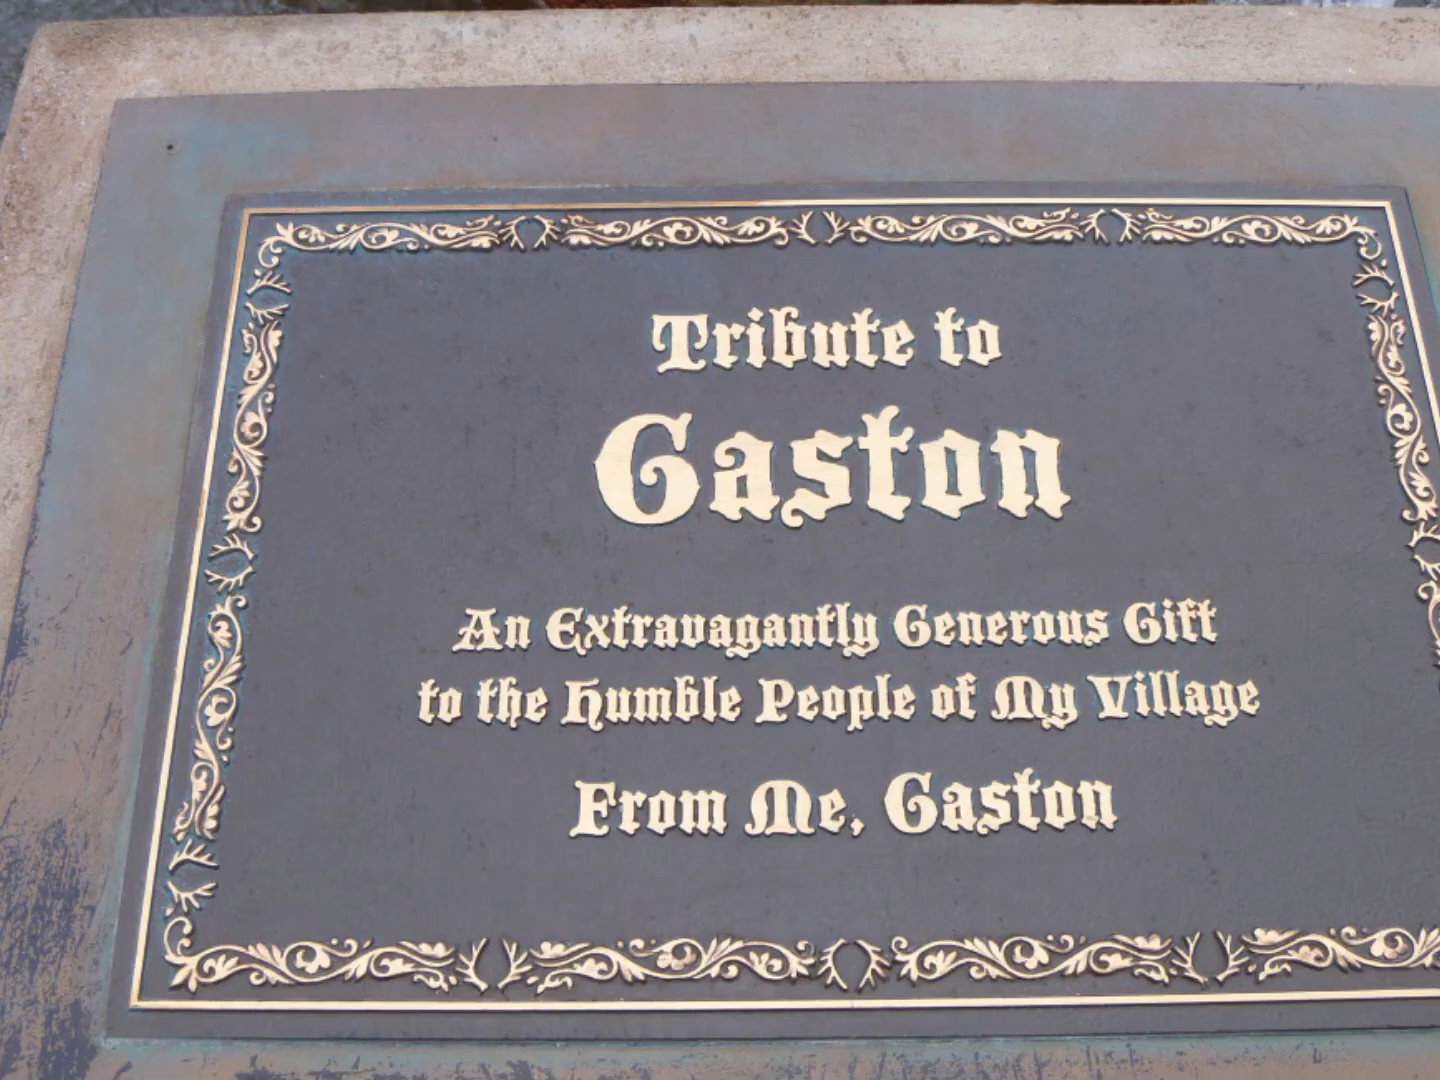 Tribute to
Gaston
An Extravagantly Generous Gift
to the Humble People of My Village
From Me, Gaston